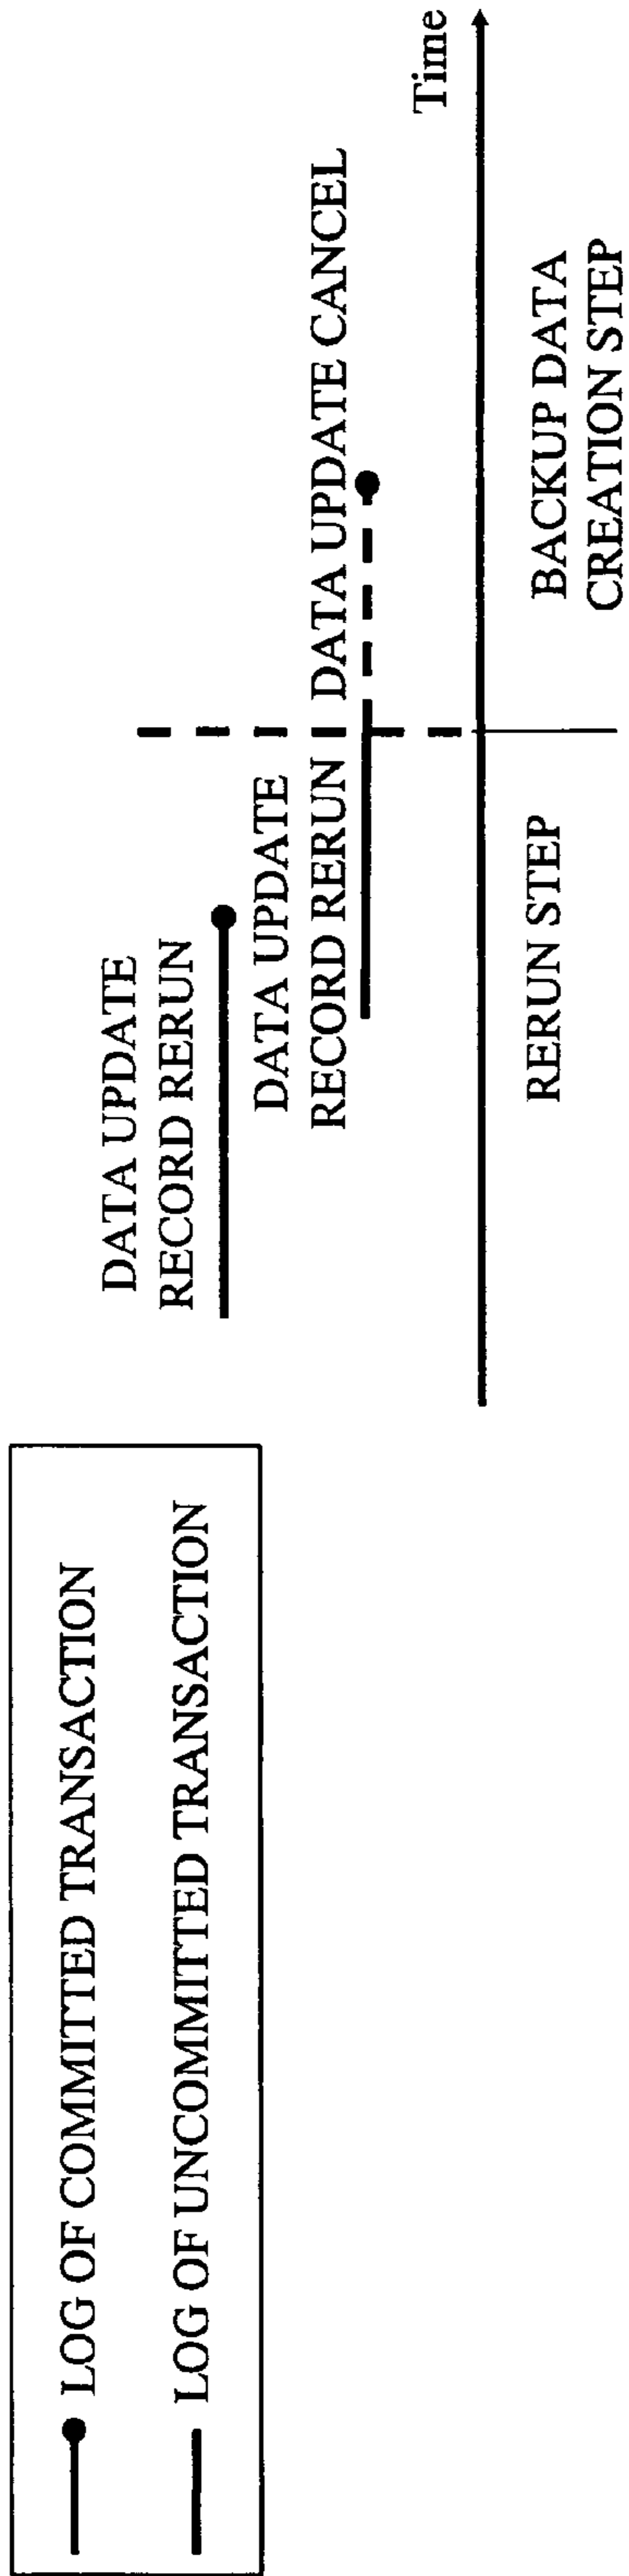 LOG OF COMMITTED TRANSACTION
LOG OF UNCOMMITTED TRANSACTION
DATA UPDATE
RECORD RERUN
DATA UPDATE
RECORD RERUN
DATA UPDATE CANCEL
Time
RERUN STEP
BACKUP DATA
CREATION STEP